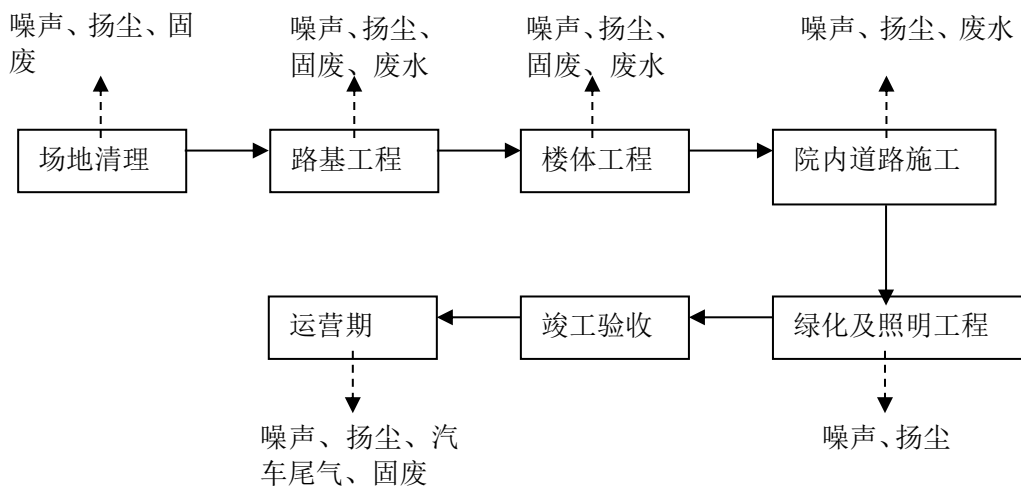 噪声、扬尘、固
废
噪声、扬尘、
固废、废水
噪声、扬尘、
固废、废水
噪声、扬尘、废水
场地清理
路基工程
楼体工程
院内道路施工
运营期
竣工验收
绿化及照明工程
噪声、扬尘、汽
车尾气、固废
噪声、扬尘